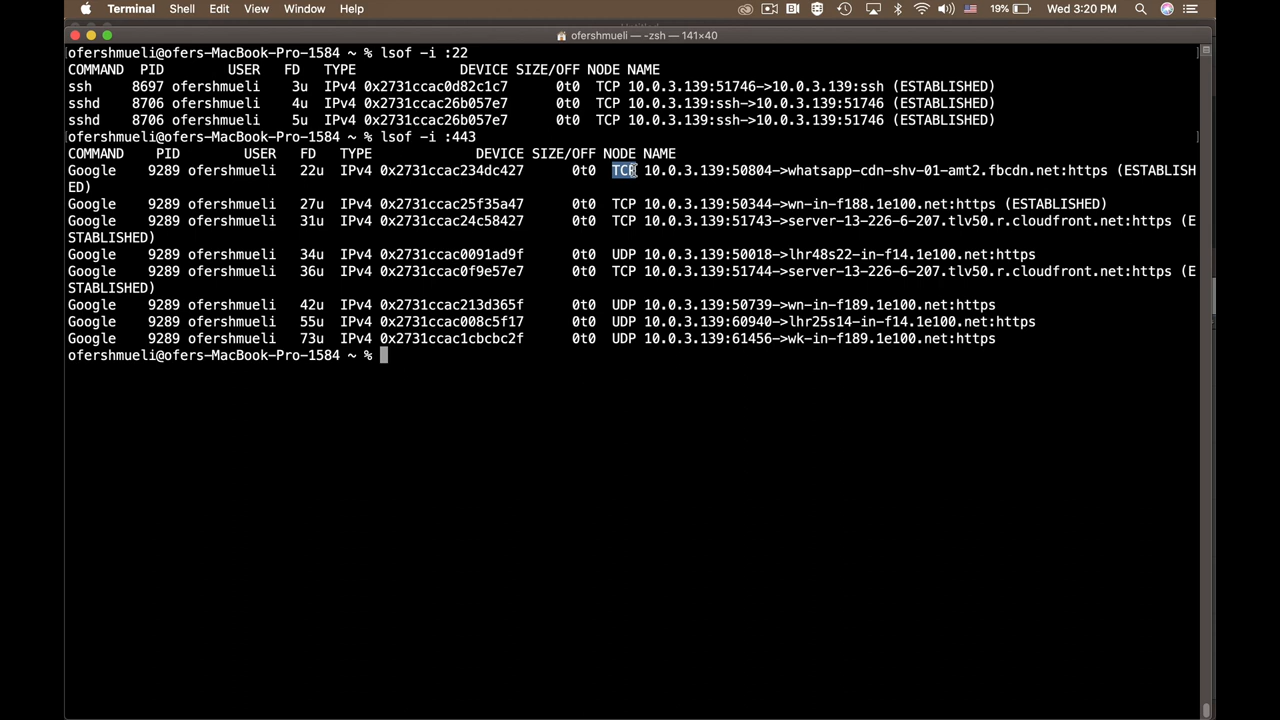 Terminal Shell Edit View Window Help 19% Wed 3:20 PM
ofershmueli — -zsh — 141×40
ofershmueli@ofers-MacBook-Pro-1584 ~ % lsof -i :22
COMMAND PID USER FD TYPE DEVICE SIZE/OFF NODE NAME
ssh 8697 ofershmueli 3u IPv4 0x2731ccac0d82c1c7 0t0 TCP 10.0.3.139:51746->10.0.3.139:ssh (ESTABLISHED)
sshd 8706 ofershmueli 4u IPv4 0x2731ccac26b057e7 0t0 TCP 10.0.3.139:ssh->10.0.3.139:51746 (ESTABLISHED)
sshd 8706 ofershmueli 5u IPv4 0x2731ccac26b057e7 0t0 TCP 10.0.3.139:ssh->10.0.3.139:51746 (ESTABLISHED)
ofershmueli@ofers-MacBook-Pro-1584 ~ % lsof -i :443
COMMAND PID USER FD TYPE DEVICE SIZE/OFF NODE NAME
Google 9289 ofershmueli 22u IPv4 0x2731ccac234dc427 0t0 TCP 10.0.3.139:50804->whatsapp-cdn-shv-01-amt2.fbcdn.net:https (ESTABLISH
ED)
Google 9289 ofershmueli 27u IPv4 0x2731ccac25f35a47 0t0 TCP 10.0.3.139:50344->wn-in-f188.1e100.net:https (ESTABLISHED)
Google 9289 ofershmueli 31u IPv4 0x2731ccac24c58427 0t0 TCP 10.0.3.139:51743->server-13-226-6-207.tlv50.r.cloudfront.net:https (E
STABLISHED)
Google 9289 ofershmueli 34u IPv4 0x2731ccac0091ad9f 0t0 UDP 10.0.3.139:50018->lhr48s22-in-f14.1e100.net:https
Google 9289 ofershmueli 36u IPv4 0x2731ccac0f9e57e7 0t0 TCP 10.0.3.139:51744->server-13-226-6-207.tlv50.r.cloudfront.net:https (E
STABLISHED)
Google 9289 ofershmueli 42u IPv4 0x2731ccac213d365f 0t0 UDP 10.0.3.139:50739->wn-in-f189.1e100.net:https
Google 9289 ofershmueli 55u IPv4 0x2731ccac008c5f17 0t0 UDP 10.0.3.139:60940->lhr25s14-in-f14.1e100.net:https
Google 9289 ofershmueli 73u IPv4 0x2731ccac1cbcbc2f 0t0 UDP 10.0.3.139:61456->wk-in-f189.1e100.net:https
ofershmueli@ofers-MacBook-Pro-1584 ~ %